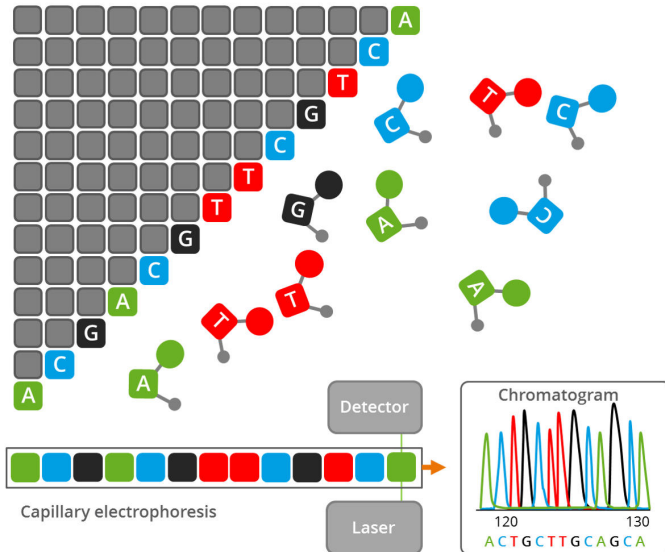 A
C
T
G
C
T
T
G
C
A
G
C
A
C
T
C
G
A
C
A
T
T
A
Detector
Chromatogram
Capillary electrophoresis
Laser
120 130
ACTGCTTGCAGCA